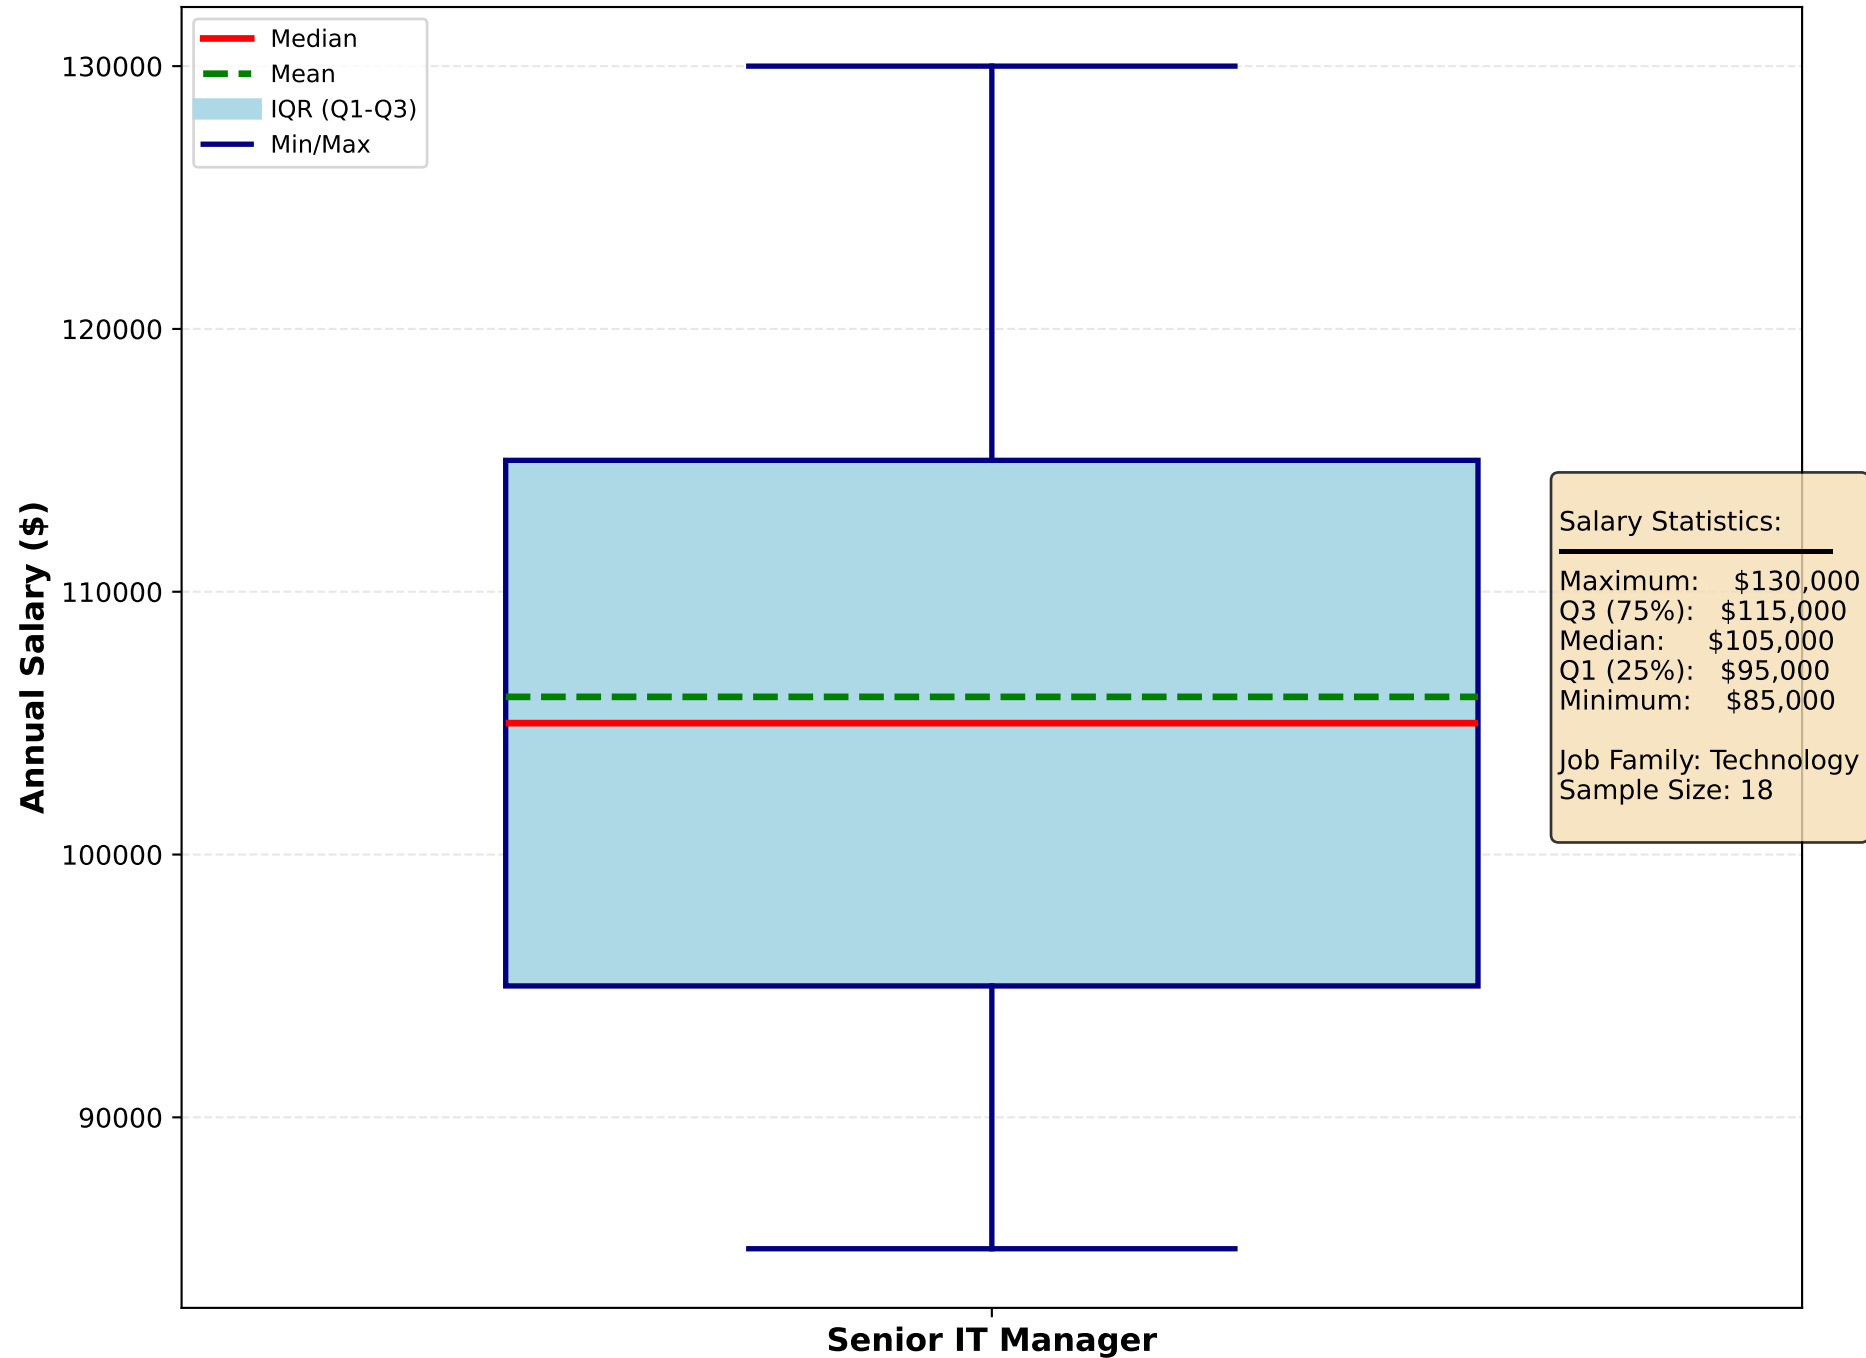 Median
Mean
IQR (Q1-Q3)
Min/Max
130000
120000
110000
100000
90000
Annual Salary ($)
Senior IT Manager
Salary Statistics:
Maximum: $130,000
Q3 (75%): $115,000
Median: $105,000
Q1 (25%): $95,000
Minimum: $85,000
Job Family: Technology
Sample Size: 18